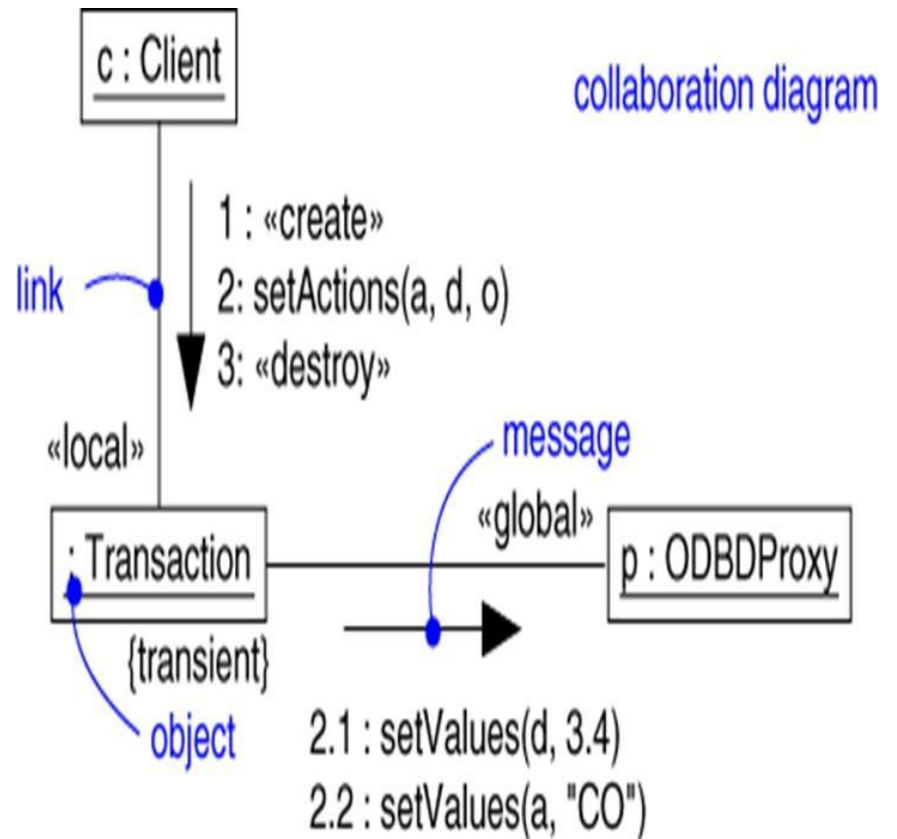 c : Client
collaboration diagram
1 : «create»
link
2: setActions(a, d, o)
3: «destroy»
«local»
message
«global»
: Transaction
p : ODBDProxy
{transient}
object
2.1 : setValues(d, 3.4)
2.2 : setValues(a, "CO")